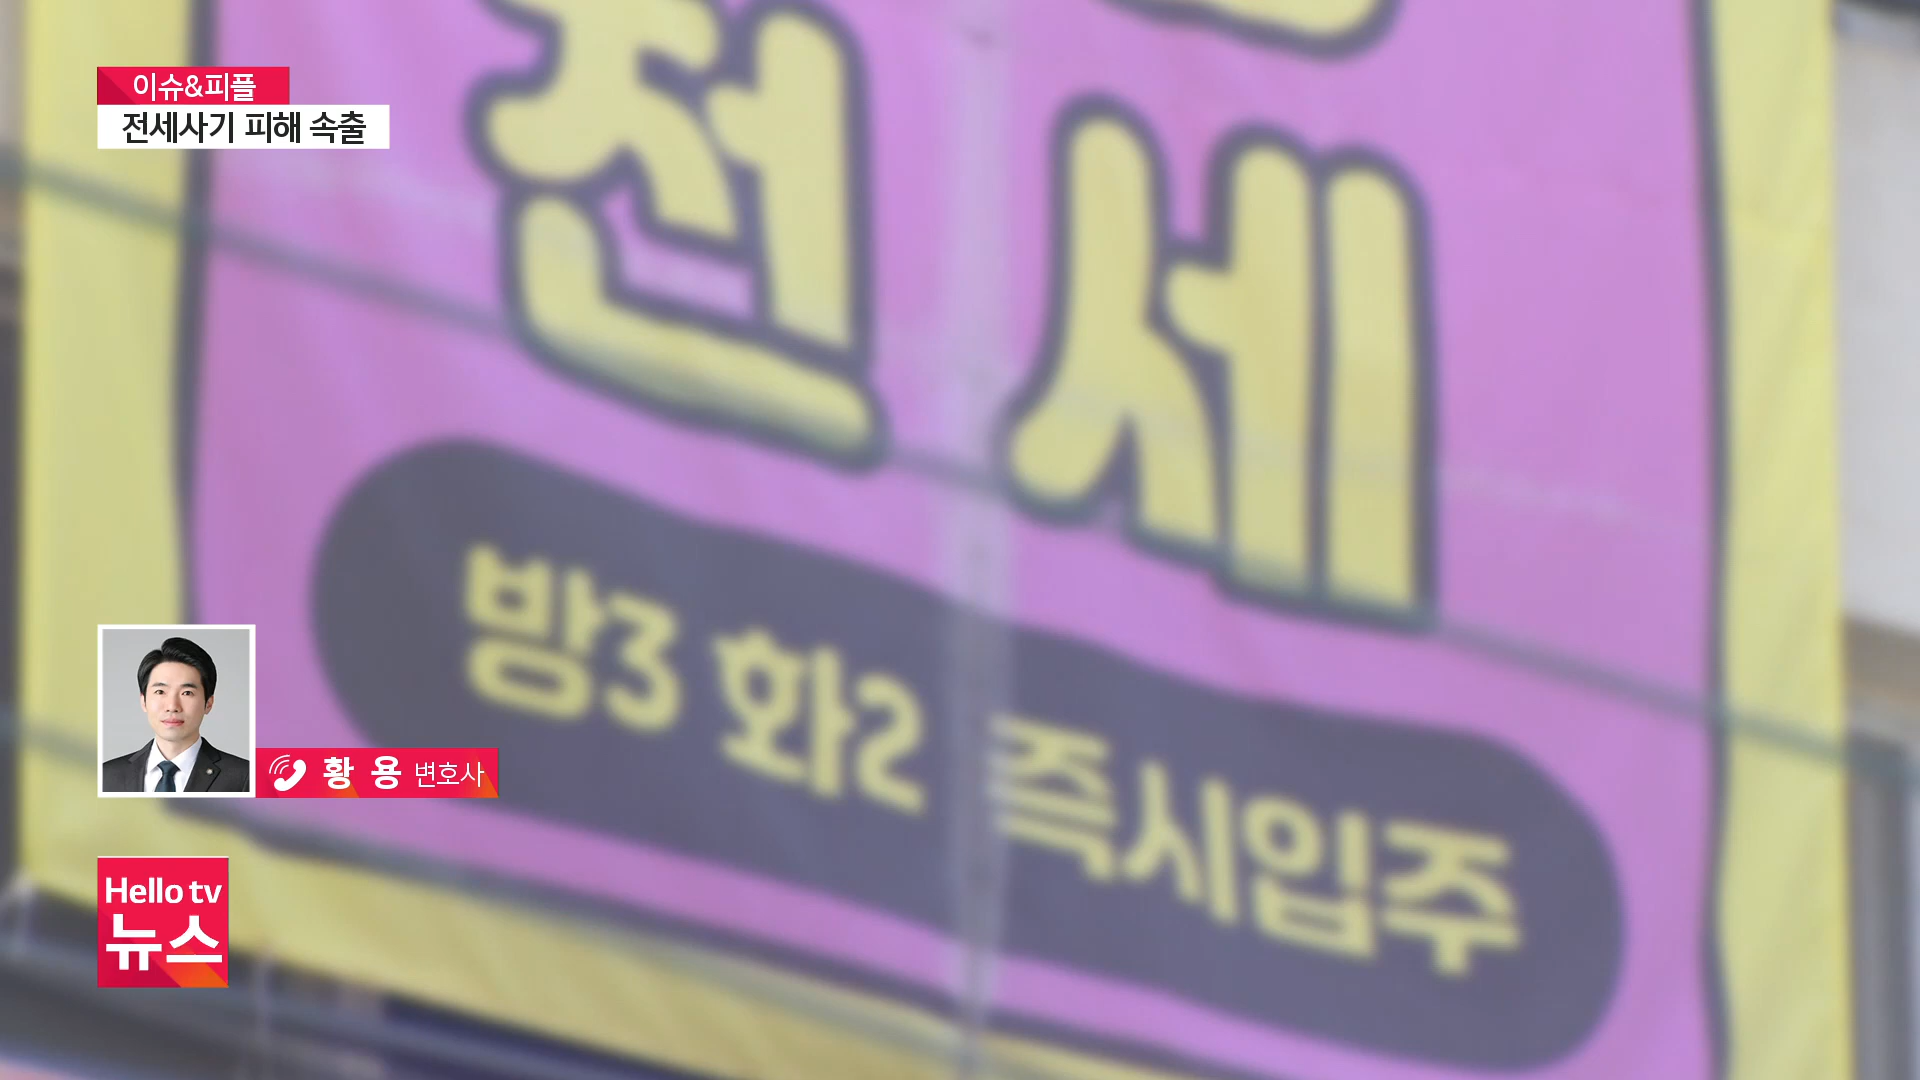 이슈&피플
전세사기 피해 속출
전세
방3 화2 즉시입주
황 용 변호사
Hello tv
뉴스